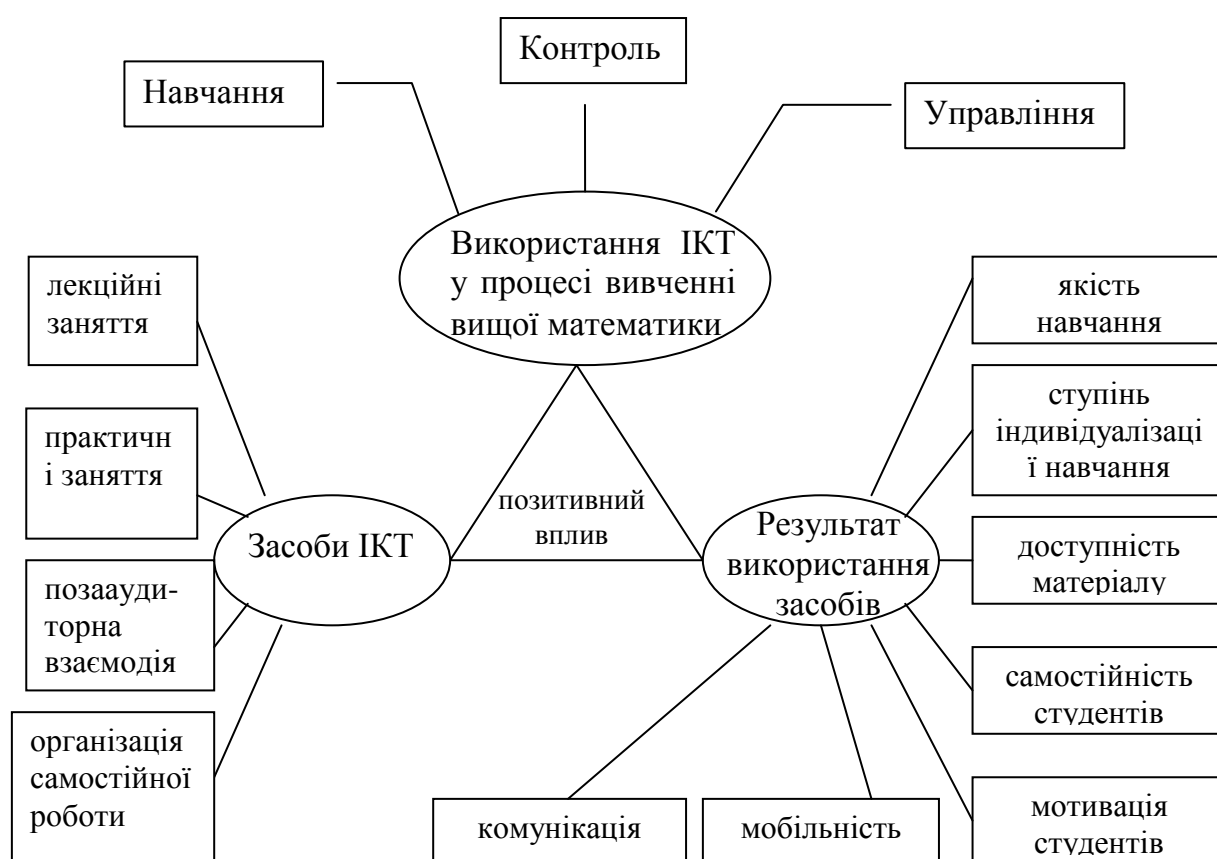 Контроль
Навчання
Управління
Використання ІКТ
у процесі вивченні
вищої математики
лекційні
заняття
практичн
і заняття
позаауди-
торна
взаємодія
організація
самостійної
роботи
Засоби ІКТ
позитивний
вплив
Результат
використання
засобів
якість
навчання
ступінь
індивідуалізаці
ї навчання
доступність
матеріалу
самостійність
студентів
мотивація
студентів
комунікація
мобільність